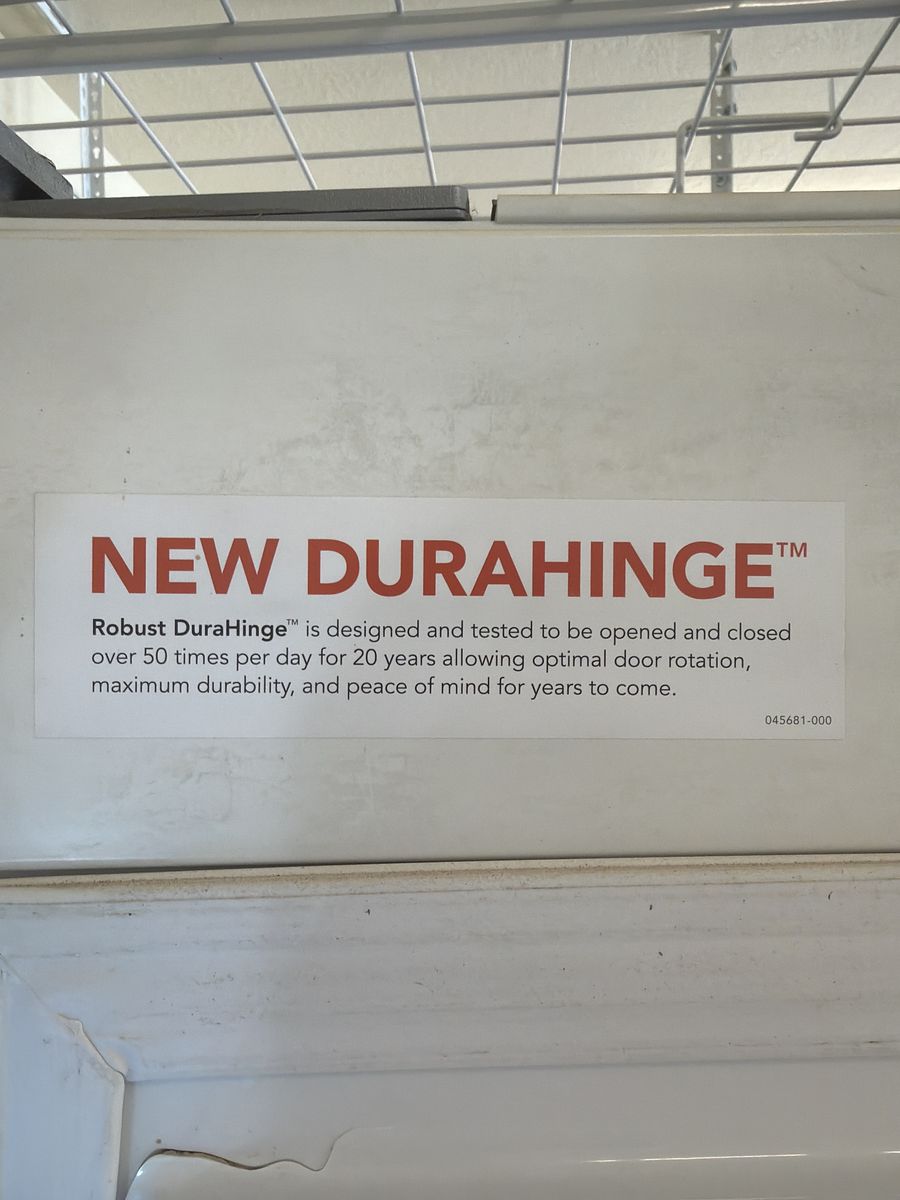 NEW DURAHINGE™
Robust DuraHinge™ is designed and tested to be opened and closed
over 50 times per day for 20 years allowing optimal door rotation,
maximum durability, and peace of mind for years to come.
045681-000